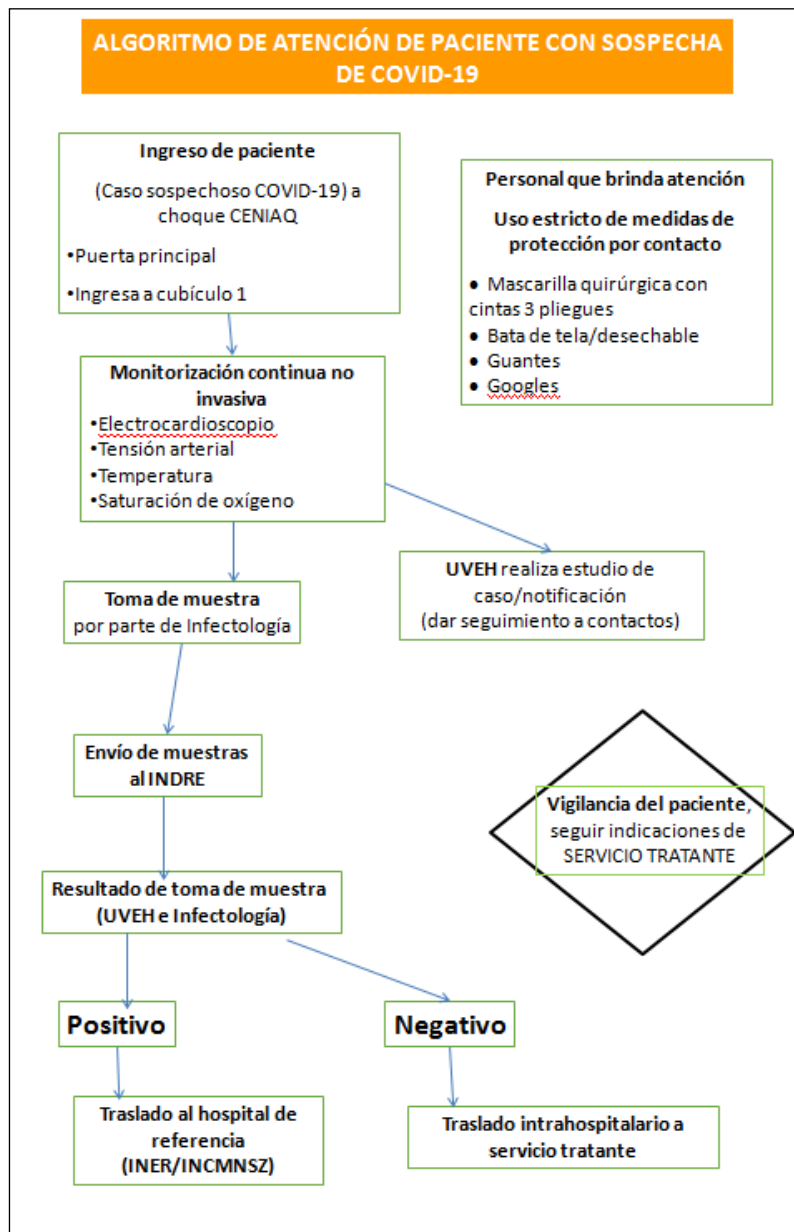 ALGORITMO DE ATENCIÓN DE PACIENTE CON SOSPECHA
DE COVID-19
Ingreso de paciente
(Caso sospechoso COVID-19) a
choque CENIAQ
•Puerta principal
•Ingresa a cubículo 1
Personal que brinda atención
Uso estricto de medidas de
protección por contacto
• Mascarilla quirúrgica con
cintas 3 pliegues
• Bata de tela/desechable
• Guantes
• Googles
Monitorización continua no
invasiva
•Electrocardioscopio
•Tensión arterial
•Temperatura
•Saturación de oxígeno
UVEH realiza estudio de
caso/notificación
(dar seguimiento a contactos)
Toma de muestra
por parte de Infectología
Envío de muestras
al INDRE
Vigilancia del paciente,
seguir indicaciones de
SERVICIO TRATANTE
Resultado de toma de muestra
(UVEH e Infectología)
Positivo
Negativo
Traslado al hospital de
referencia
(INER/INCMNSZ)
Traslado intrahospitalario a
servicio tratante